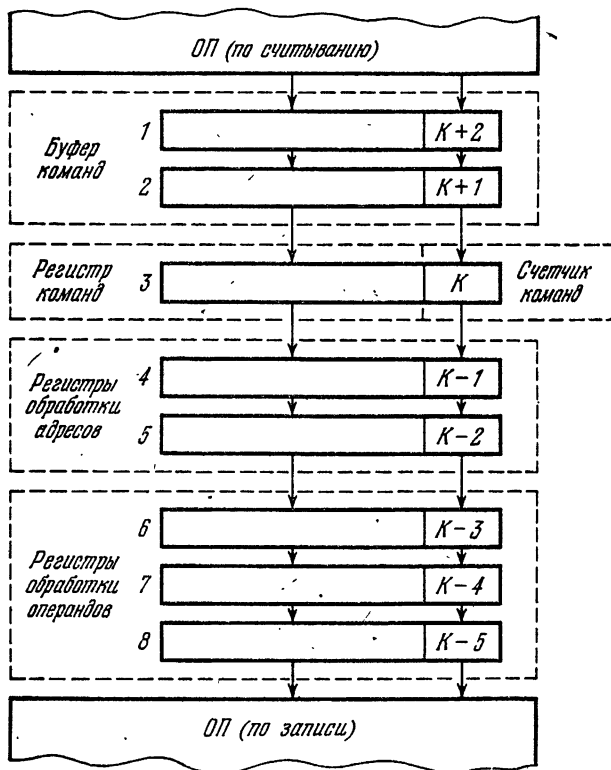 ОП (по считыванию)
Буфер
команд
1
K+2
2
K+1
Регистр
команд
3
K
Счетчик
команд
Регистры
обработки
адресов
4
K−1
5
K−2
Регистры
обработки
операндов
6
K−3
7
K−4
8
K−5
ОП (по записи)